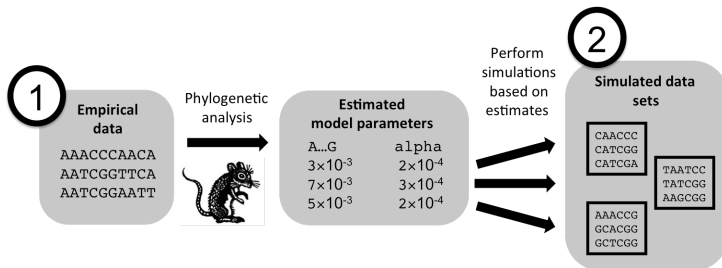 1
Empirical
data
AAACCCAACA
AATCGGTTCA
AATCGGAATT
Phylogenetic
analysis
Estimated
model parameters
A…G alpha
3×10-3 2×10-4
7×10-3 3×10-4
5×10-3 2×10-4
Perform
simulations
based on
estimates
2
Simulated data
sets
CAACCC
CATCGG
CATCGA
TAATCC
TATCGG
AAGCGG
AAACCG
GCACGG
GCTCGG